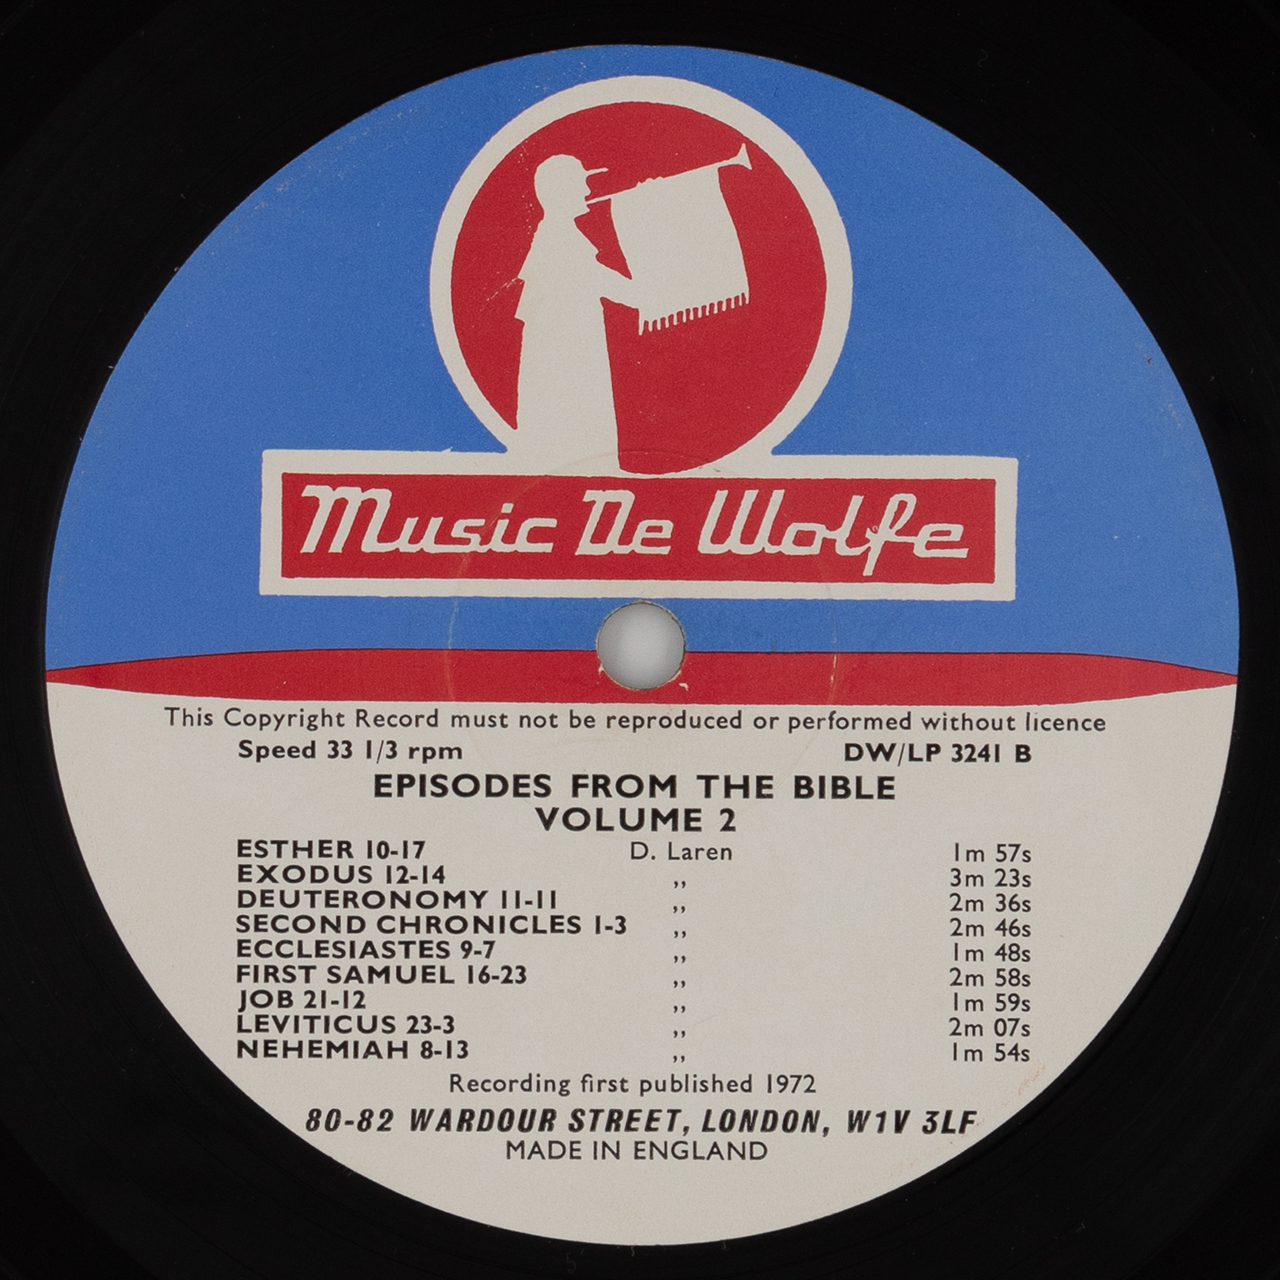 Music De Wolfe
This Copyright Record must not be reproduced or performed without licence
Speed 33 1/3 rpm DW/LP 3241 B
EPISODES FROM THE BIBLE
VOLUME 2
ESTHER 10-17 D. Laren 1m 57s
EXODUS 12-14 ,, 3m 23s
DEUTERONOMY 11-11 ,, 2m 36s
SECOND CHRONICLES 1-3 ,, 2m 46s
ECCLESIASTES 9-7 ,, 1m 48s
FIRST SAMUEL 16-23 ,, 2m 58s
JOB 21-12 ,, 1m 59s
LEVITICUS 23-3 ,, 2m 07s
NEHEMIAH 8-13 ,, 1m 54s
Recording first published 1972
80-82 WARDOUR STREET, LONDON, W1V 3LF
MADE IN ENGLAND